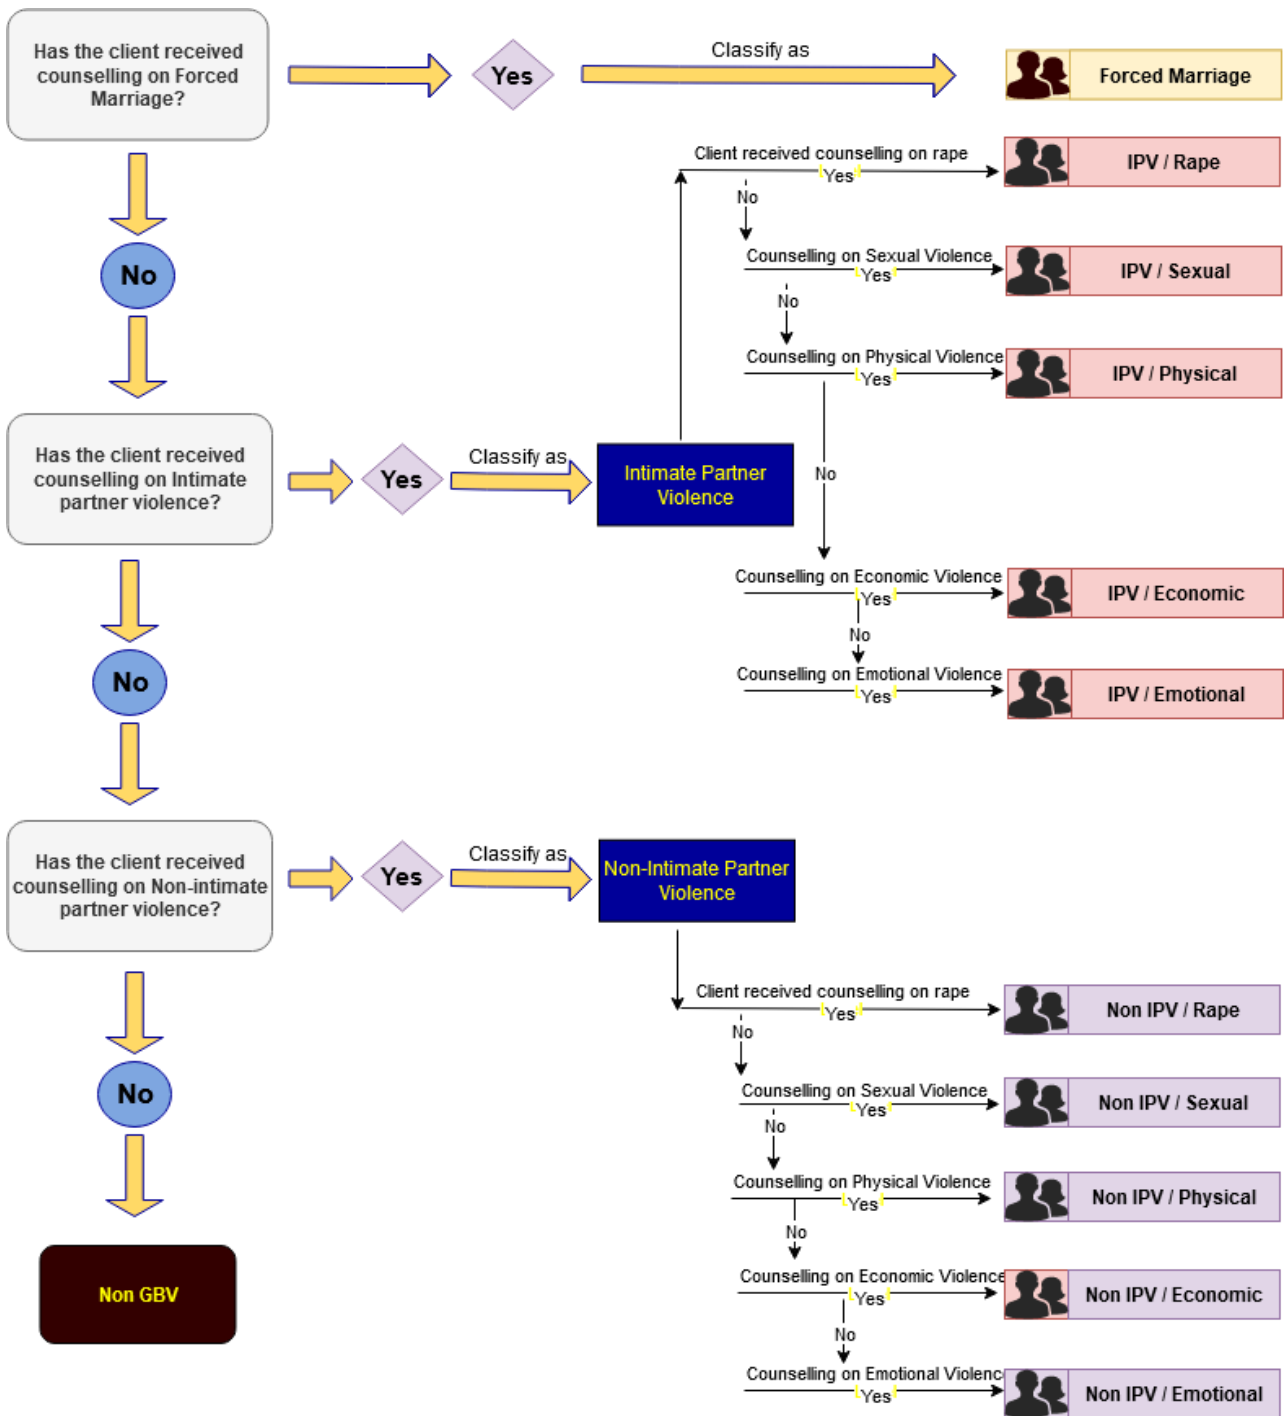 Has the client received
counselling on Forced
Marriage?
Yes
Classify as
Forced Marriage
Client received counselling on rape
Yes
IPV / Rape
No
Counselling on Sexual Violence
Yes
IPV / Sexual
No
No
Counselling on Physical Violence
Yes
IPV / Physical
Has the client received
counselling on Intimate
partner violence?
Yes
Classify as
Intimate Partner
Violence
No
Counselling on Economic Violence
Yes
IPV / Economic
No
Counselling on Emotional Violence
Yes
IPV / Emotional
No
Has the client received
counselling on Non-intimate
partner violence?
Yes
Classify as
Non-Intimate Partner
Violence
Client received counselling on rape
Yes
Non IPV / Rape
No
Counselling on Sexual Violence
Yes
Non IPV / Sexual
No
No
Counselling on Physical Violence
Yes
Non IPV / Physical
No
Counselling on Economic Violence
Yes
Non IPV / Economic
No
Counselling on Emotional Violenc
Yes
Non IPV / Emotional
Non GBV